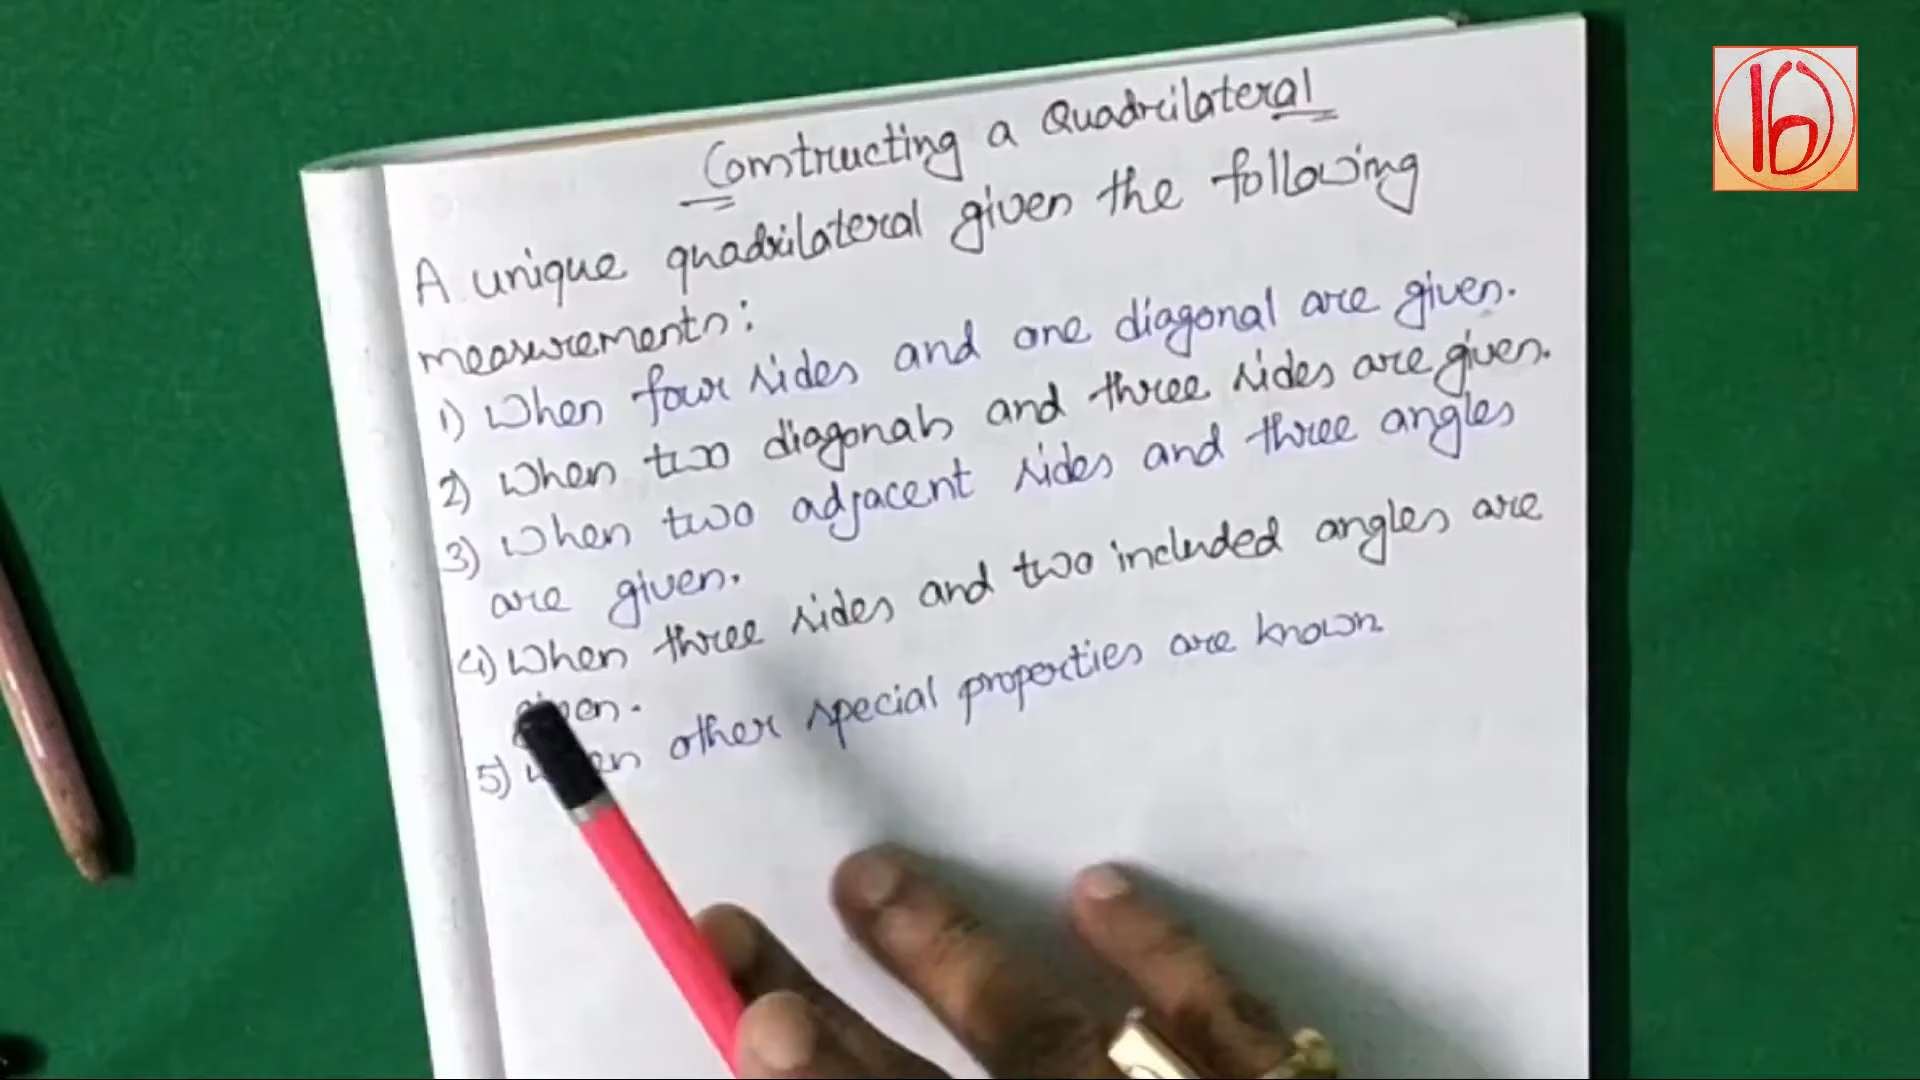 Constructing a Quadrilateral
A unique quadrilateral given the following
measurements:
1) When four sides and one diagonal are given.
2) When two diagonals and three sides are given.
3) When two adjacent sides and three angles
are given.
4) When three sides and two included angles are
given.
5) When other special properties are known